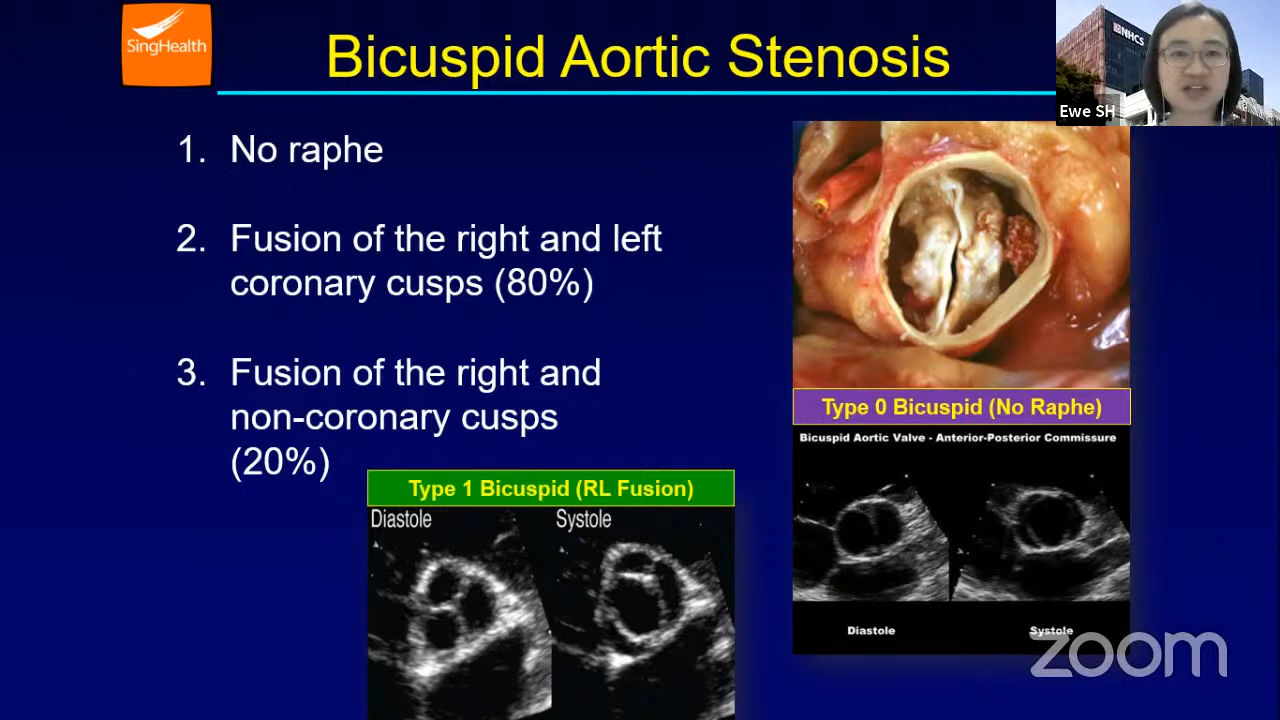 SingHealth
Bicuspid Aortic Stenosis
NHCS
Ewe SH
1. No raphe
2. Fusion of the right and left
coronary cusps (80%)
3. Fusion of the right and
non-coronary cusps
(20%)
Type 0 Bicuspid (No Raphe)
Bicuspid Aortic Valve - Anterior-Posterior Commissure
Diastole
Systole
Type 1 Bicuspid (RL Fusion)
Diastole
Systole
zoom